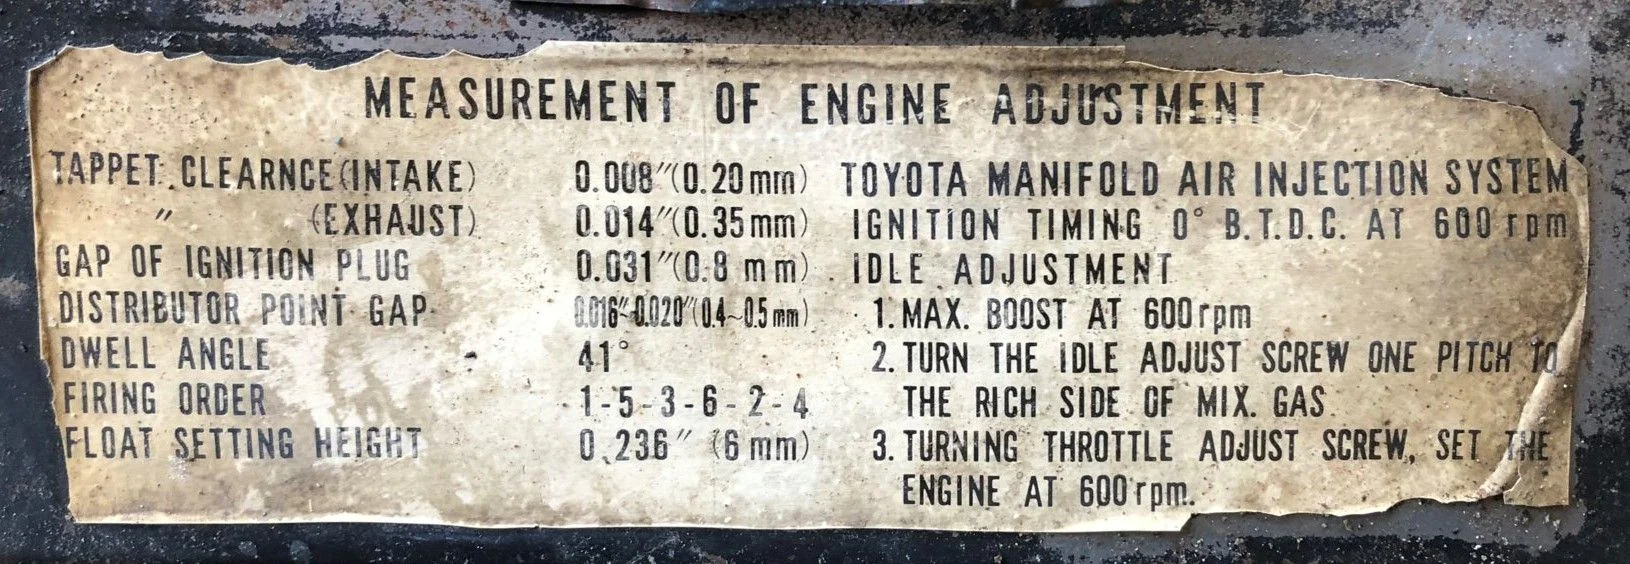 MEASUREMENT OF ENGINE ADJUSTMENT
TAPPET CLEARNCE (INTAKE) 0.008″(0.20mm)
″ (EXHAUST) 0.014″(0.35mm)
GAP OF IGNITION PLUG 0.031″(0.8 mm)
DISTRIBUTOR POINT GAP 0.016″~0.020″(0.4~0.5mm)
DWELL ANGLE 41°
FIRING ORDER 1-5-3-6-2-4
FLOAT SETTING HEIGHT 0.236″ (6mm)
TOYOTA MANIFOLD AIR INJECTION SYSTEM
IGNITION TIMING 0° B.T.D.C. AT 600 rpm
IDLE ADJUSTMENT
1. MAX. BOOST AT 600rpm
2. TURN THE IDLE ADJUST SCREW ONE PITCH TO
THE RICH SIDE OF MIX. GAS
3. TURNING THROTTLE ADJUST SCREW, SET THE
ENGINE AT 600rpm.